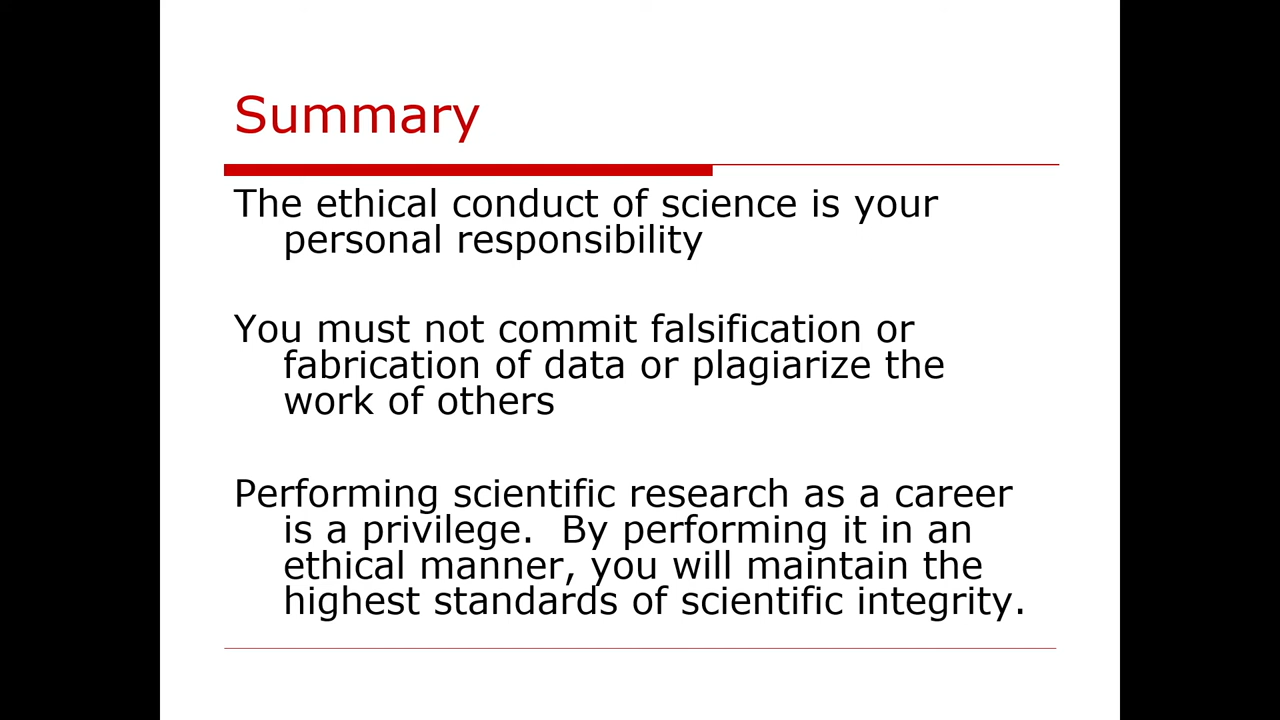 Summary
The ethical conduct of science is your
personal responsibility
You must not commit falsification or
fabrication of data or plagiarize the
work of others
Performing scientific research as a career
is a privilege.  By performing it in an
ethical manner, you will maintain the
highest standards of scientific integrity.